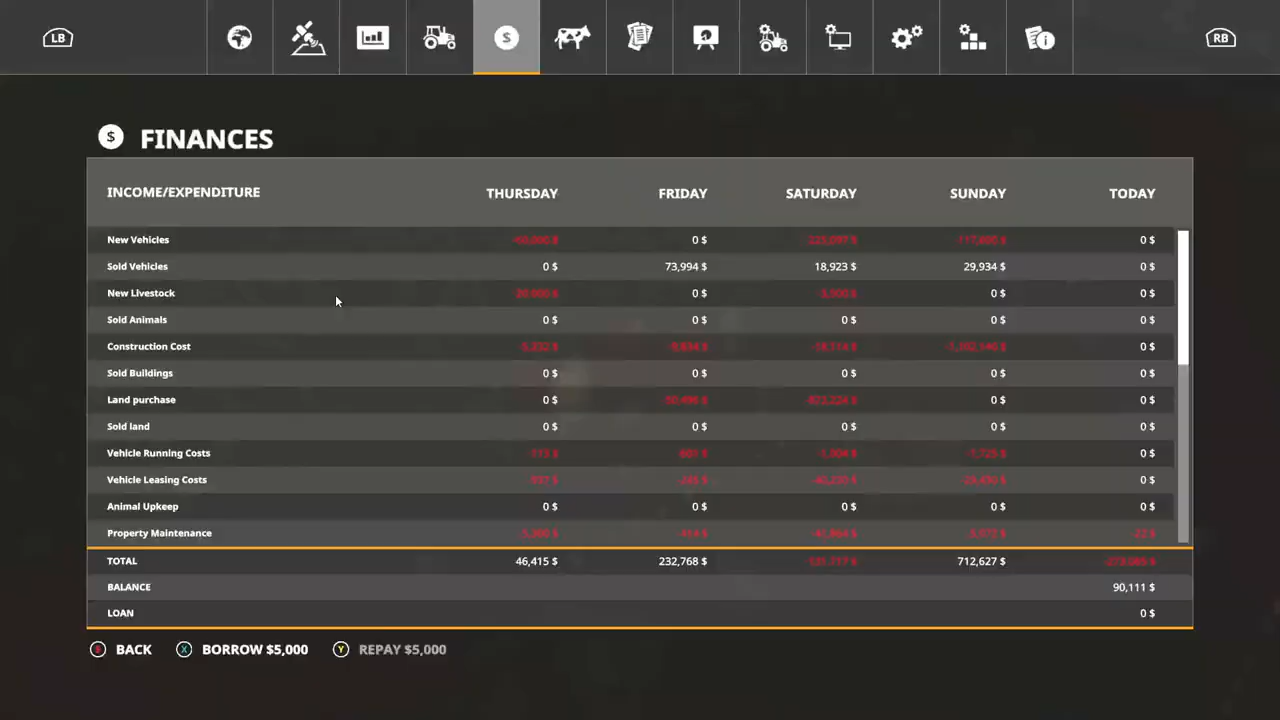 LB
RB
$ FINANCES
INCOME/EXPENDITURE THURSDAY FRIDAY SATURDAY SUNDAY TODAY
New Vehicles 0 $ 0 $
Sold Vehicles 0 $ 73,994 $ 18,923 $ 29,934 $ 0 $
New Livestock 0 $ 0 $ 0 $
Sold Animals 0 $ 0 $ 0 $ 0 $ 0 $
Construction Cost 0 $
Sold Buildings 0 $ 0 $ 0 $ 0 $ 0 $
Land purchase 0 $ 0 $ 0 $
Sold land 0 $ 0 $ 0 $ 0 $ 0 $
Vehicle Running Costs 0 $
Vehicle Leasing Costs 0 $
Animal Upkeep 0 $ 0 $ 0 $ 0 $ 0 $
Property Maintenance -22 $
TOTAL 46,415 $ 232,768 $ 712,627 $
BALANCE 90,111 $
LOAN 0 $
BACK X BORROW $5,000 Y REPAY $5,000